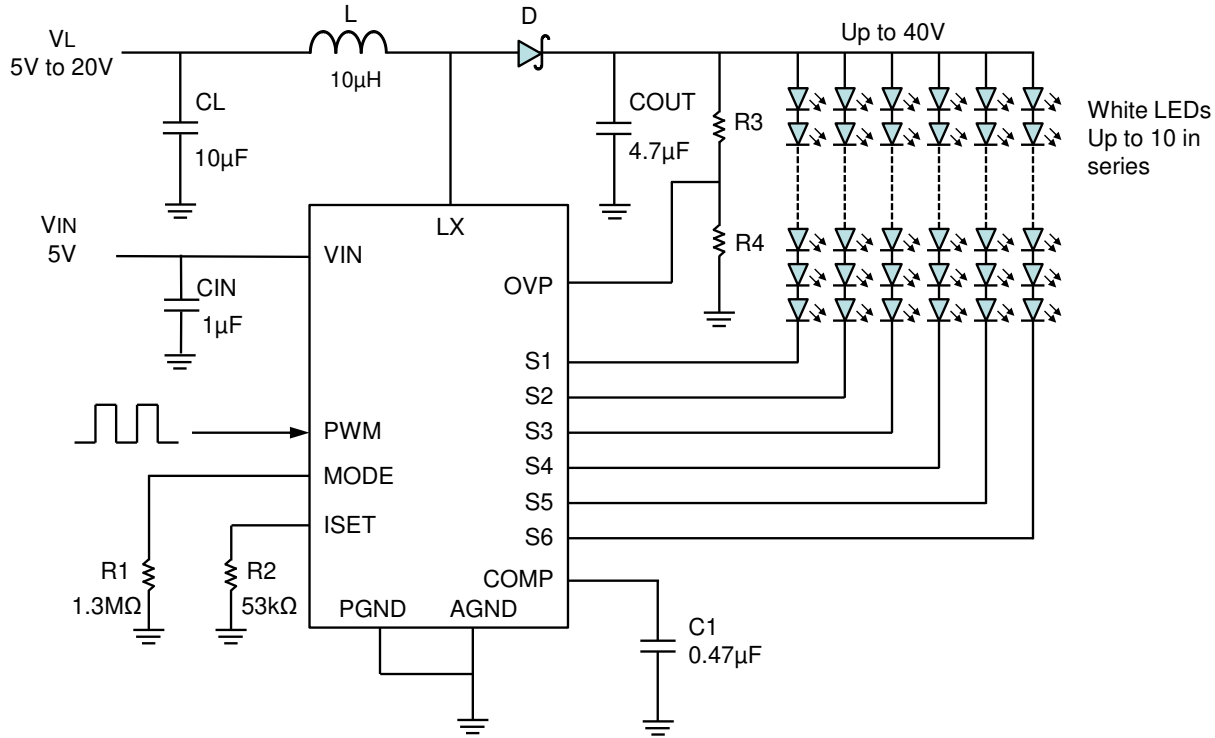 L
D
VL
5V to 20V
10µH
Up to 40V
CL
10µF
COUT
4.7µF
R3
White LEDs
Up to 10 in
series
LX
VIN
5V
VIN
R4
CIN
1µF
OVP
S1
S2
PWM
S3
MODE
S4
S5
ISET
S6
R1
1.3MΩ
R2
53kΩ
COMP
PGND
AGND
C1
0.47µF